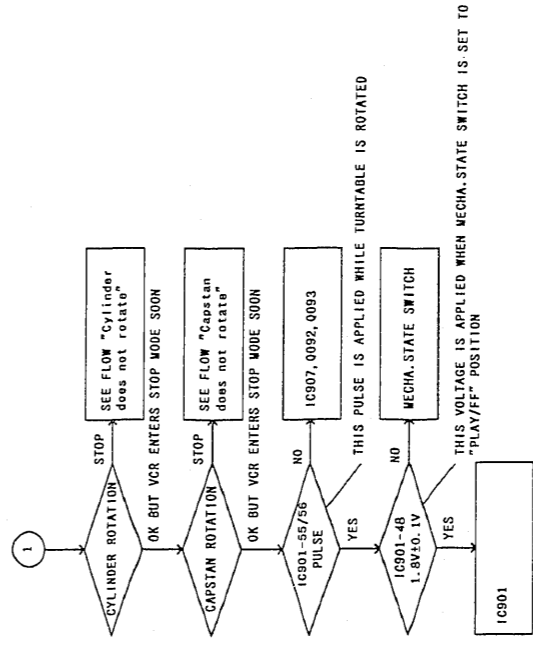 1
CYLINDER ROTATION
STOP
SEE FLOW "Cylinder
does not rotate"
OK BUT VCR ENTERS STOP MODE SOON
CAPSTAN ROTATION
STOP
SEE FLOW "Capstan
does not rotate"
OK BUT VCR ENTERS STOP MODE SOON
IC901-55/56
PULSE
NO
IC907,Q092,Q093
THIS PULSE IS APPLIED WHILE TURNTABLE IS ROTATED
YES
IC901-48
1.8V±0.1V
NO
MECHA.STATE SWITCH
THIS VOLTAGE IS APPLIED WHEN MECHA.STATE SWITCH IS SET TO
"PLAY/FF" POSITION
YES
IC901